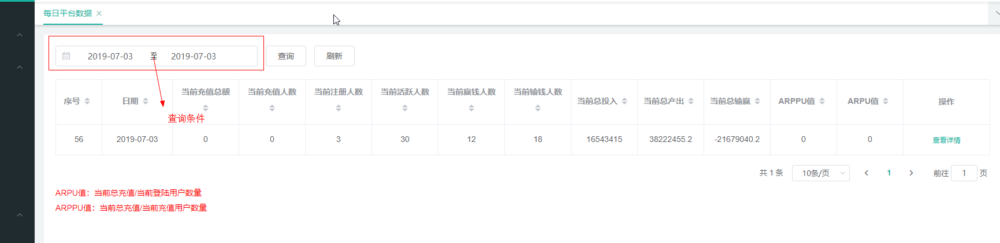 每日平台数据
2019-07-03 至 2019-07-03 查询 刷新
序号 日期 当前充值总额 当前充值人数 当前注册人数 当前活跃人数 当前赢钱人数 当前输钱人数 当前总投入 当前总产出 当前总输赢 ARPPU值 ARPU值 操作
查询条件
56 2019-07-03 0 0 3 30 12 18 16543415 38222455.2 -21679040.2 0 0 查看详情
共 1 条 10条/页 1 前往 1 页
ARPU值：当前总充值/当前登陆用户数量
ARPPU值：当前总充值/当前充值用户数量